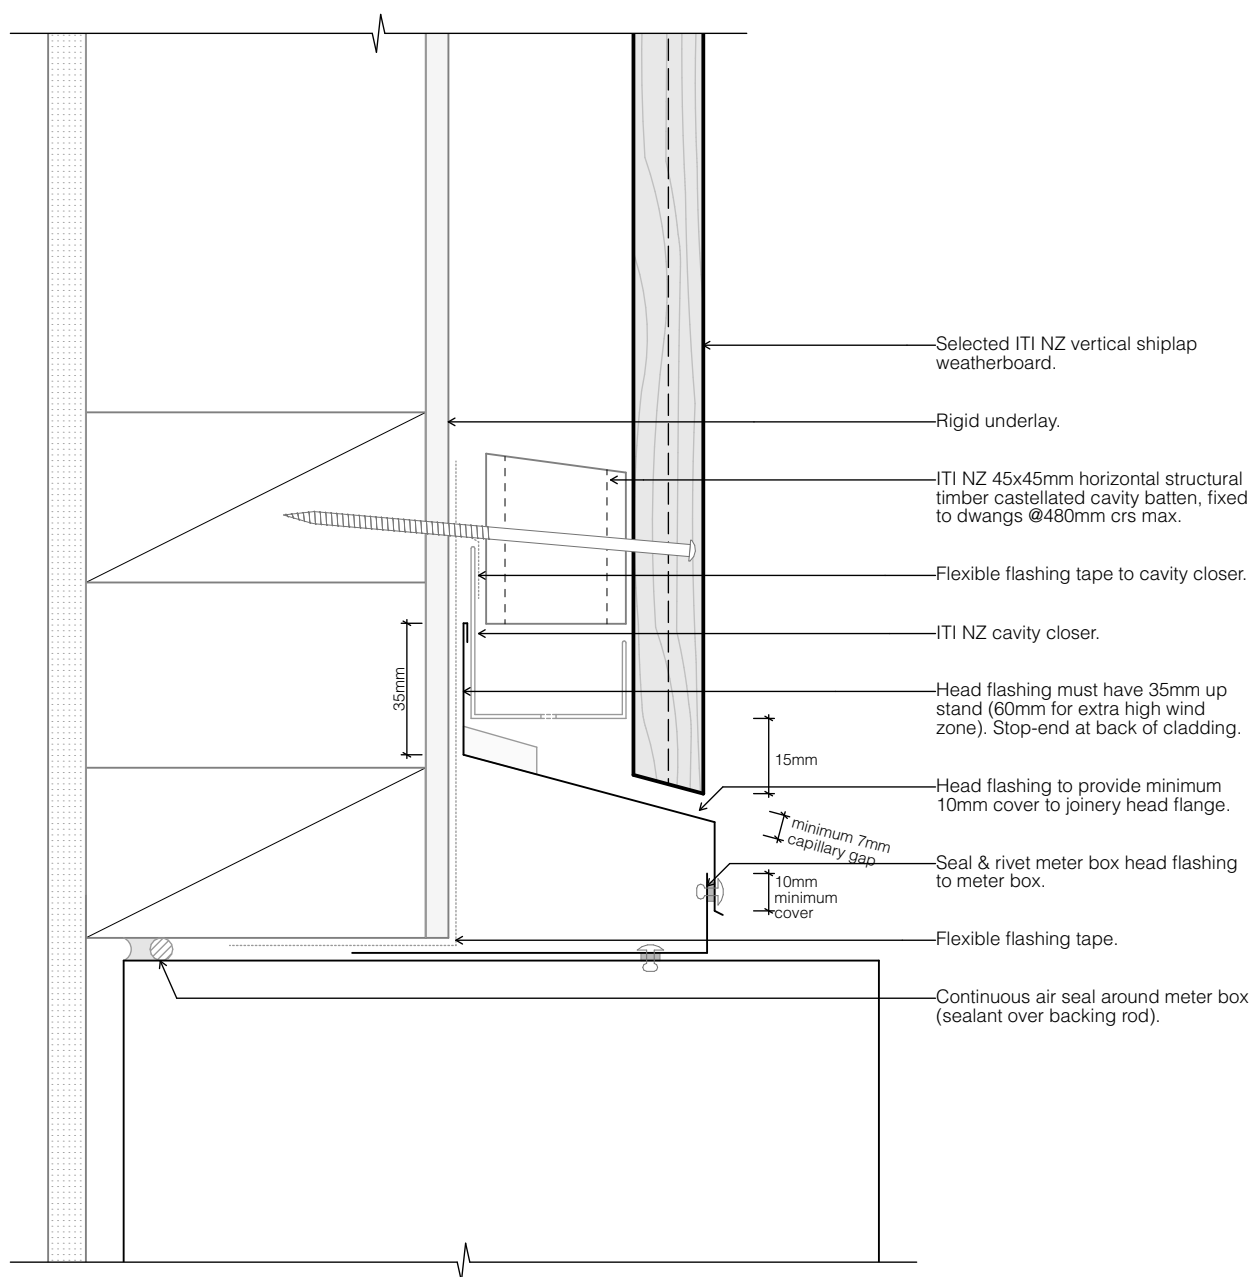 Selected ITI NZ vertical shiplap
weatherboard.
Rigid underlay.
ITI NZ 45x45mm horizontal structural
timber castellated cavity batten, fixed
to dwangs @480mm crs max.
Flexible flashing tape to cavity closer.
ITI NZ cavity closer.
35mm
Head flashing must have 35mm up
stand (60mm for extra high wind
zone). Stop-end at back of cladding.
15mm
Head flashing to provide minimum
10mm cover to joinery head flange.
minimum 7mm
capillary gap
Seal & rivet meter box head flashing
to meter box.
10mm
minimum
cover
Flexible flashing tape.
Continuous air seal around meter box
(sealant over backing rod).